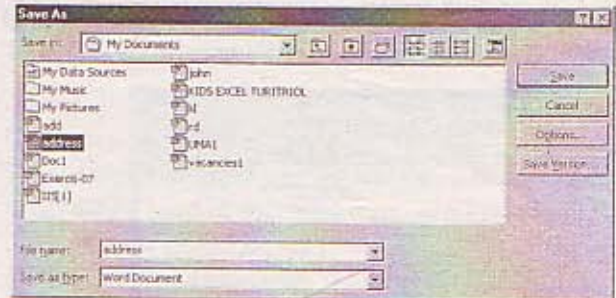 Save As
Save in: My Documents
My Data Sources
My Music
My Pictures
add
address
Doc1
Exercis-07
john
KIDS EXCEL TURITRIOL
rd
UMA1
vacancies1
Save
Cancel
Options...
Save Version...
File name: address
Save as type: Word Document